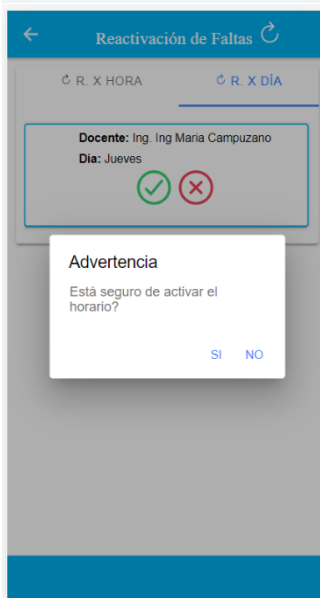 Reactivación de Faltas
R. X HORA
R. X DÍA
Docente: Ing. Ing Maria Campuzano
Dia: Jueves
Advertencia
Está seguro de activar el
horario?
SI NO